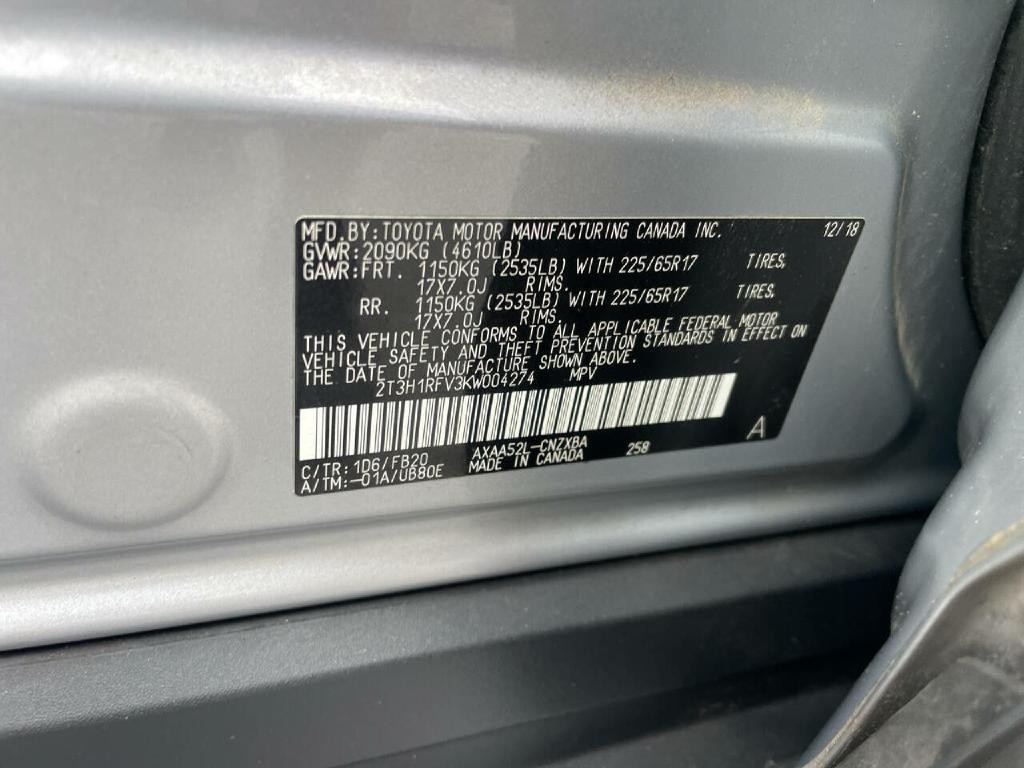 MFD.BY:TOYOTA MOTOR MANUFACTURING CANADA INC. 12/18
GVWR:2090KG (4610LB)
GAWR:FRT. 1150KG (2535LB) WITH 225/65R17 TIRES,
17X7.0J RIMS.
RR. 1150KG (2535LB) WITH 225/65R17 TIRES,
17X7.0J RIMS.
THIS VEHICLE CONFORMS TO ALL APPLICABLE FEDERAL MOTOR
VEHICLE SAFETY AND THEFT PREVENTION STANDARDS IN EFFECT ON
THE DATE OF MANUFACTURE SHOWN ABOVE.
2T3H1RFV3KW004274 MPV
C/TR:1D6/FB20 AXAA52L-CNZXBA 258 A
A/TM:-01A/UB80E MADE IN CANADA